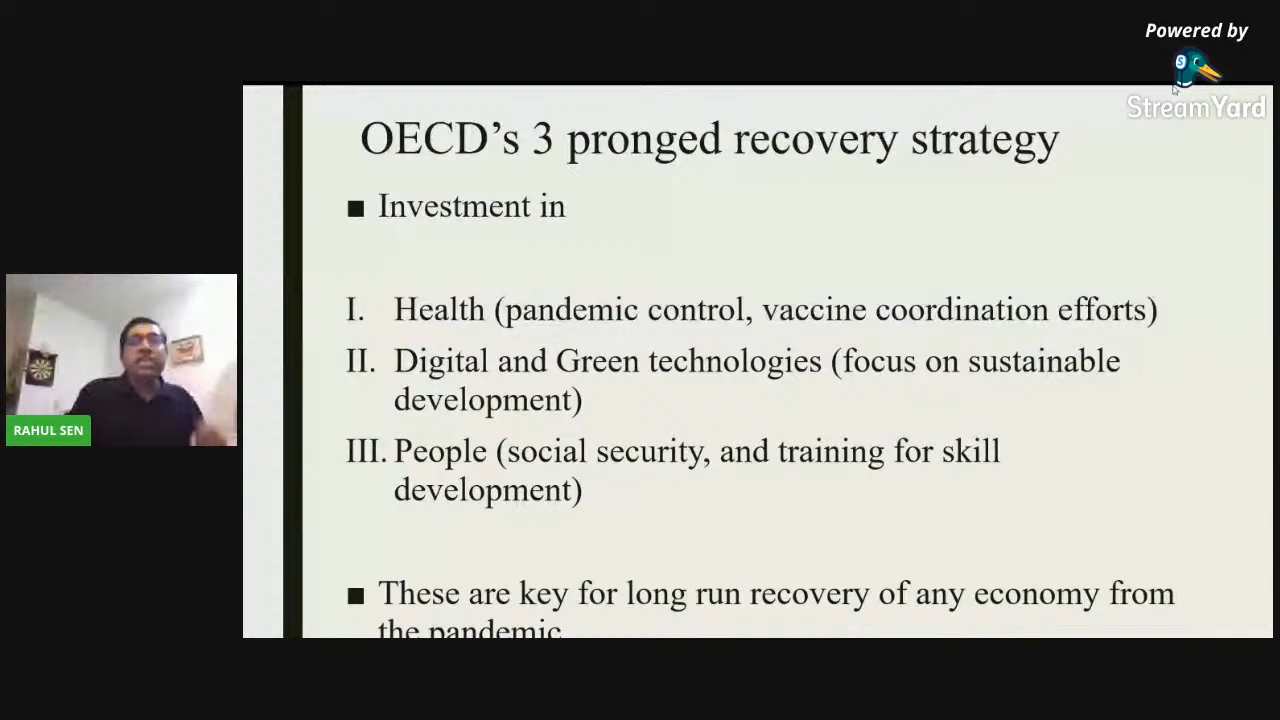 Powered by
StreamYard
OECD’s 3 pronged recovery strategy
■ Investment in
I. Health (pandemic control, vaccine coordination efforts)
II. Digital and Green technologies (focus on sustainable
development)
III. People (social security, and training for skill
development)
■ These are key for long run recovery of any economy from
the pandemic
RAHUL SEN